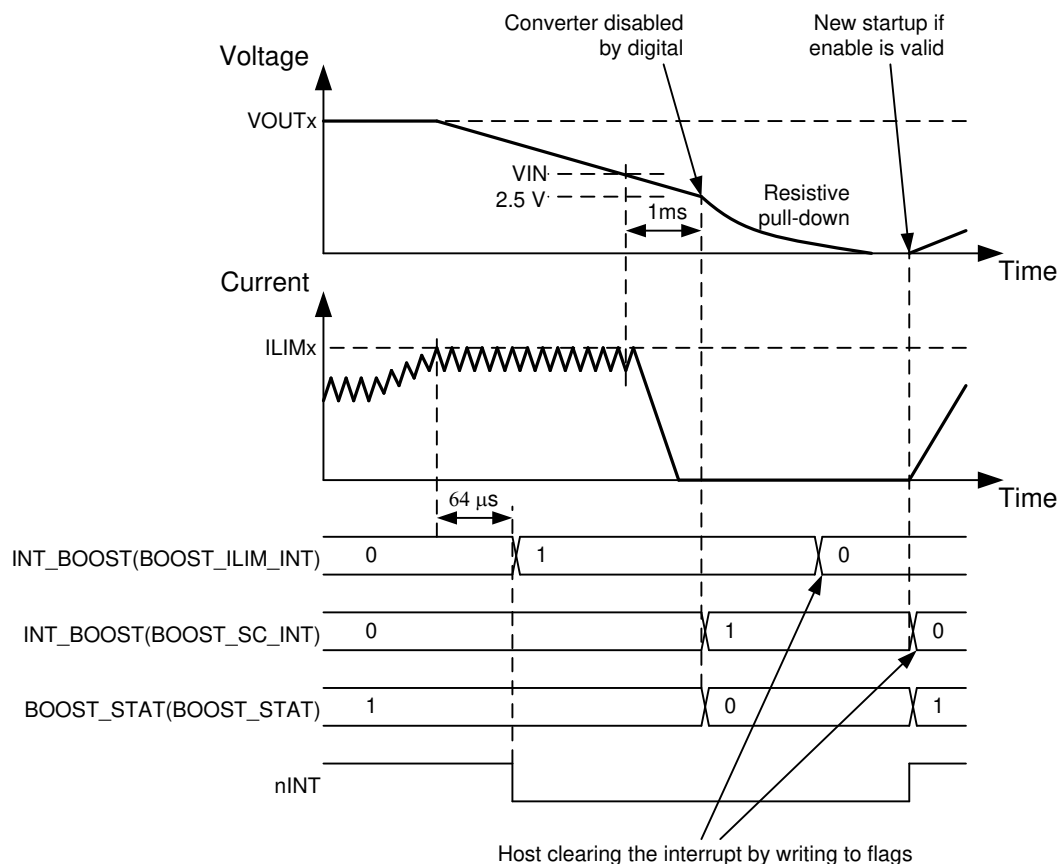 Converter disabled
by digital
New startup if
enable is valid
Voltage
VOUTx
VIN
2.5 V
1ms
Resistive
pull-down
Time
Current
ILIMx
Time
64 μs
INT_BOOST(BOOST_ILIM_INT)
0
1
0
INT_BOOST(BOOST_SC_INT)
0
1
0
BOOST_STAT(BOOST_STAT)
1
0
1
nINT
Host clearing the interrupt by writing to flags